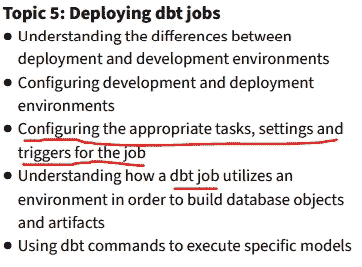 Topic 5: Deploying dbt jobs
● Understanding the differences between
deployment and development environments
● Configuring development and deployment
environments
● Configuring the appropriate tasks, settings and
triggers for the job
● Understanding how a dbt job utilizes an
environment in order to build database objects
and artifacts
● Using dbt commands to execute specific models